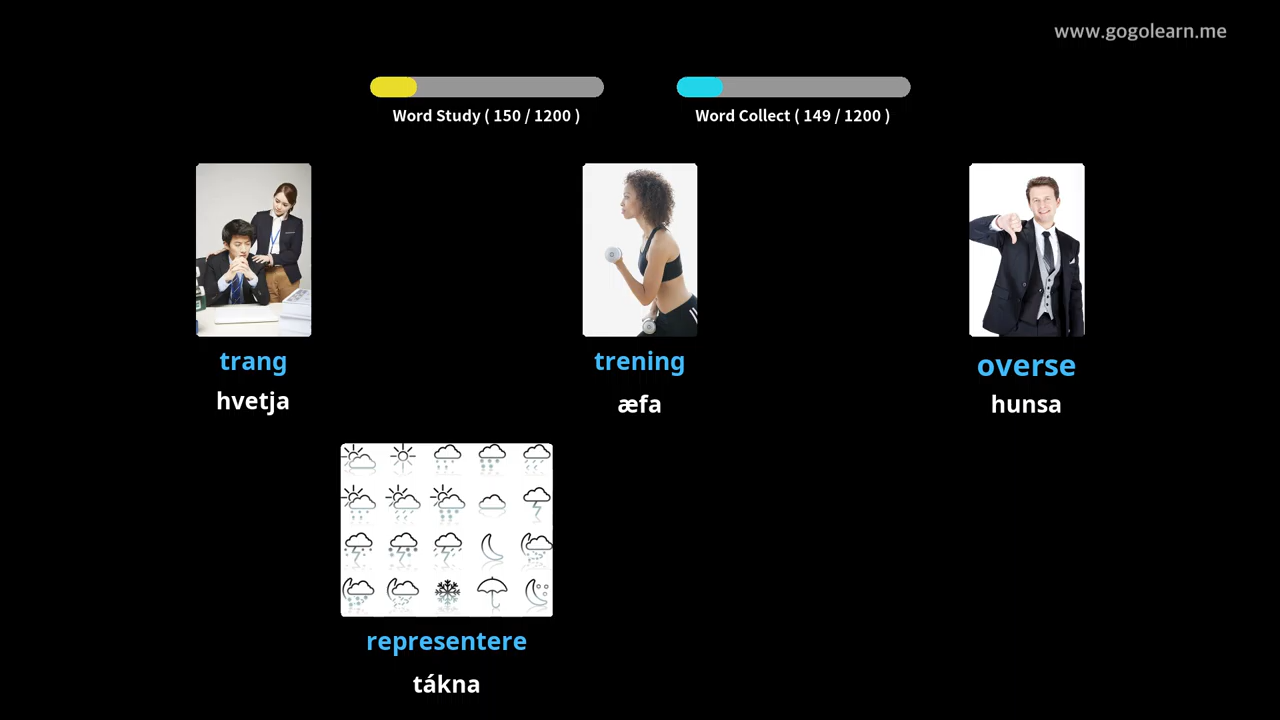 www.gogolearn.me
Word Study ( 150 / 1200 )
Word Collect ( 149 / 1200 )
trang
hvetja
trening
æfa
overse
hunsa
representere
tákna